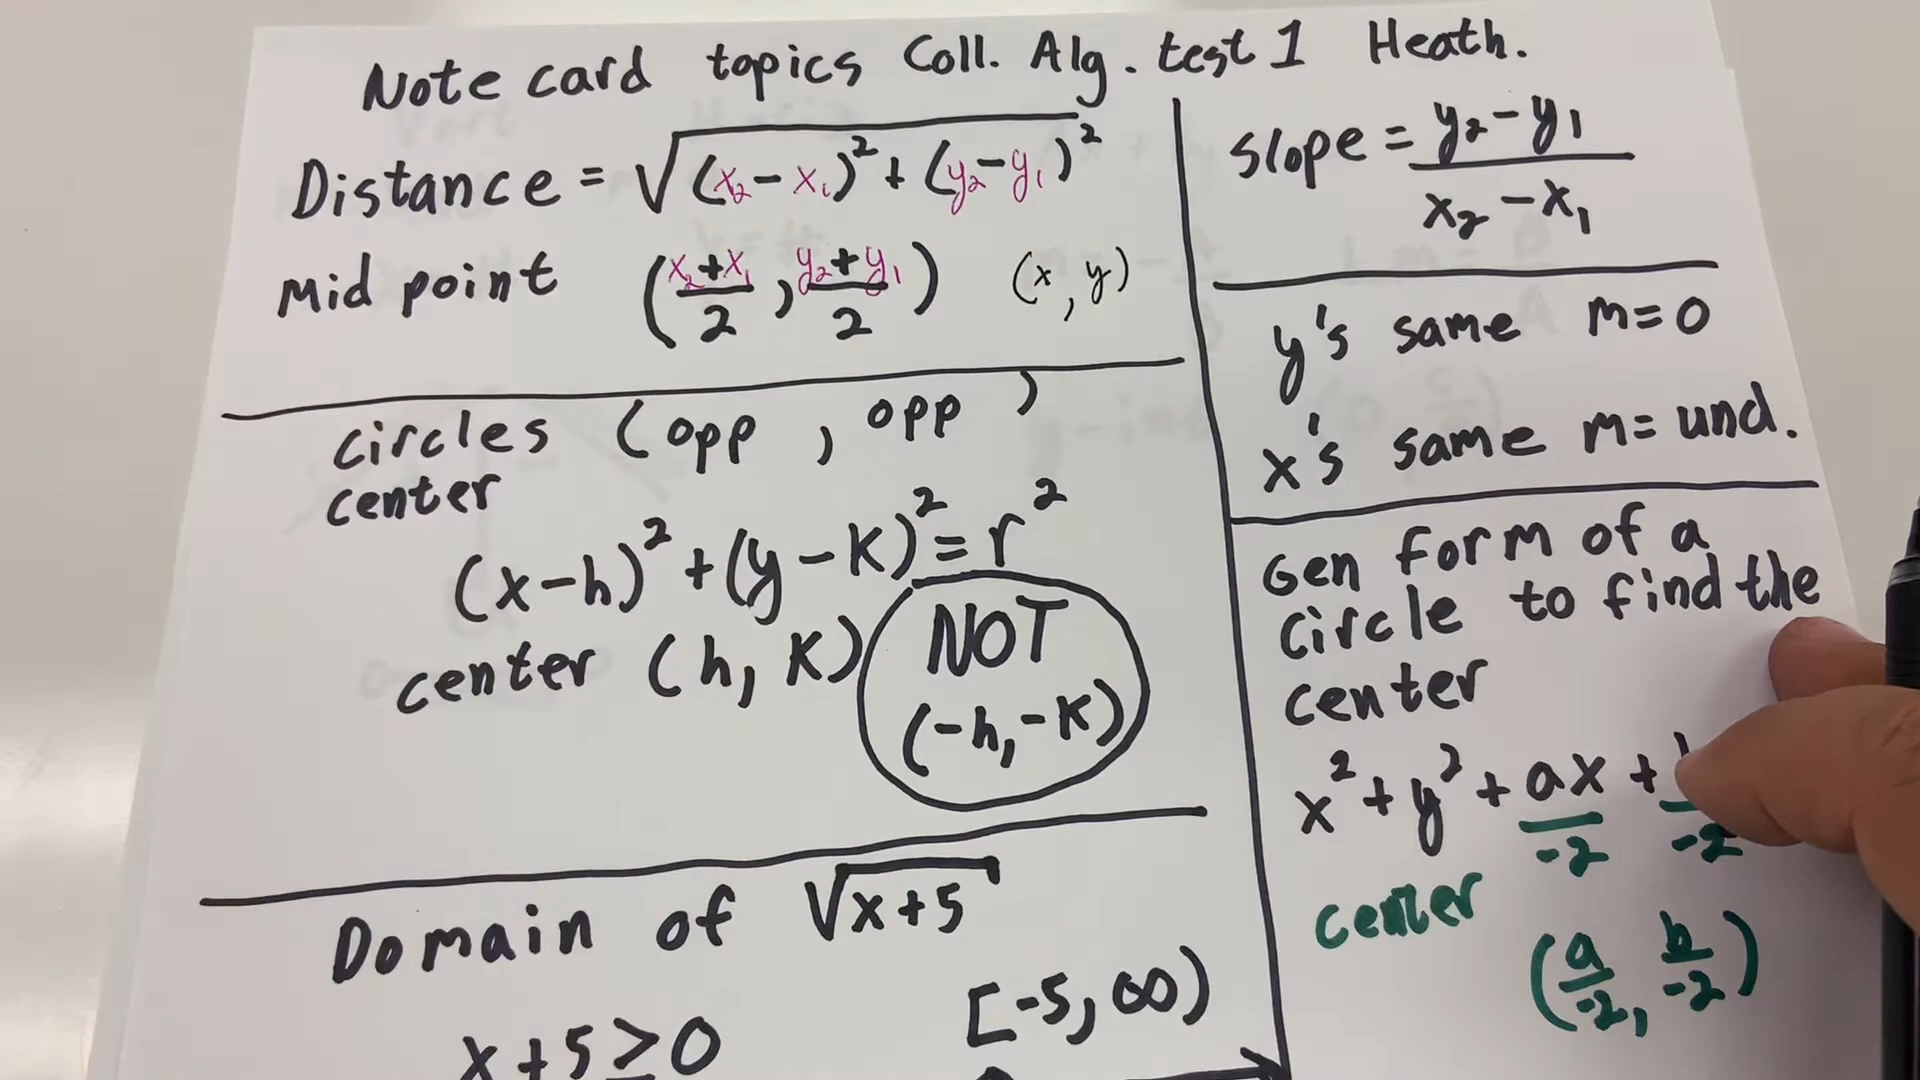 Note card topics Coll. Alg. test 1 Heath.
Distance = √(x₂-x₁)²+(y₂-y₁)²
Mid point (x₂+x₁/2, y₂+y₁/2) (x, y)
circles (opp, opp)
center
(x-h)²+(y-K)²=r²
center (h, K)
NOT
(-h,-K)
Domain of √x+5
[-5, ∞)
x+5≥0
slope = y₂-y₁/x₂-x₁
y's same m=0
x's same m= und.
Gen form of a
circle to find the
center
x²+y²+ax+
-2 -2
center
(a/-2, b/-2)